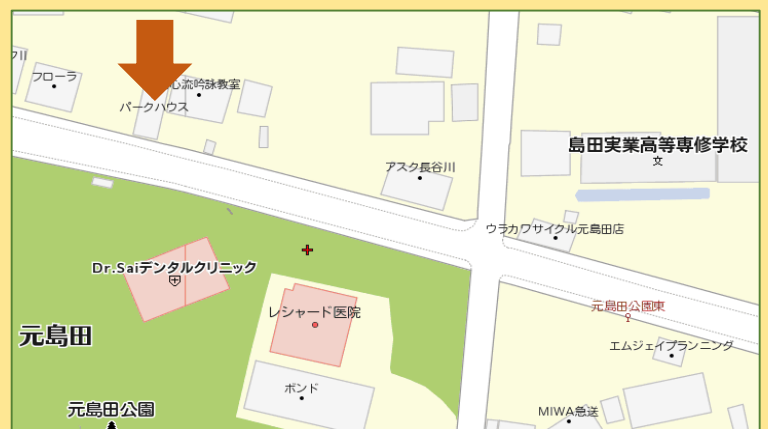 フローラ
心流吟詠教室
パークハウス
島田実業高等専修学校
アスク長谷川
ウラカワサイクル元島田店
Dr.Saiデンタルクリニック
元島田公園東
レシャード医院
元島田
エムジェイプランニング
ボンド
元島田公園
MIWA急送